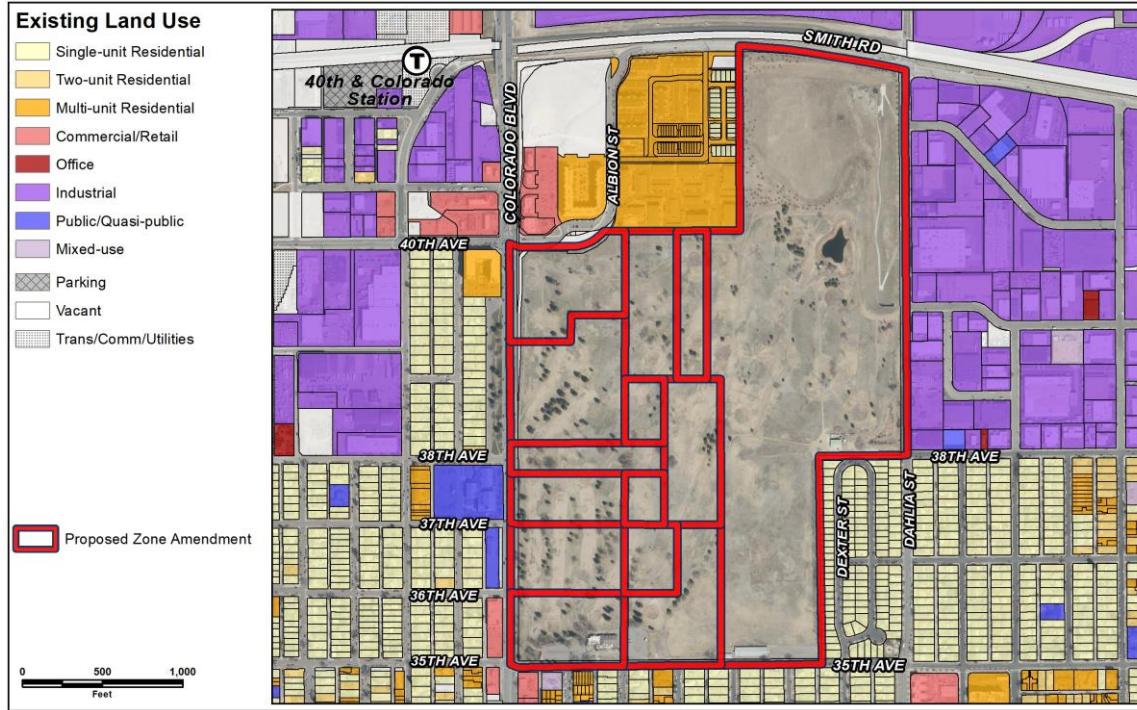 Existing Land Use
Single-unit Residential
Two-unit Residential
Multi-unit Residential
Commercial/Retail
Office
Industrial
Public/Quasi-public
Mixed-use
Parking
Vacant
Trans/Comm/Utilities
Proposed Zone Amendment
0 500 1,000
Feet
T
40th & Colorado
Station
COLORADO BLVD
ALBION ST
SMITH RD
40TH AVE
38TH AVE
38TH AVE
37TH AVE
DEXTER ST
DAHLIA ST
36TH AVE
35TH AVE
35TH AVE